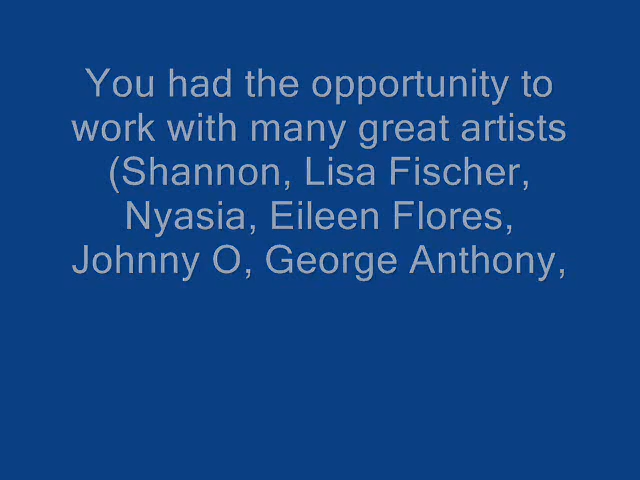 You had the opportunity to
work with many great artists
(Shannon, Lisa Fischer,
Nyasia, Eileen Flores,
Johnny O, George Anthony,